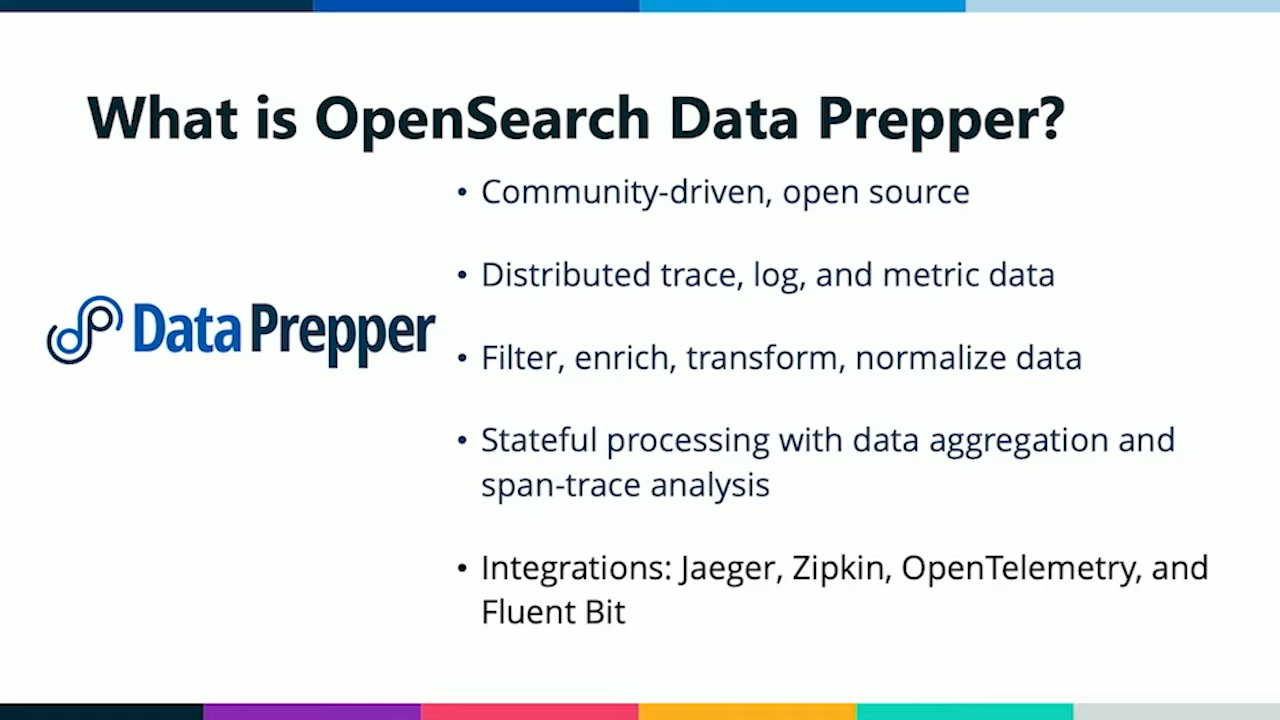 What is OpenSearch Data Prepper?
• Community-driven, open source
• Distributed trace, log, and metric data
Data Prepper
• Filter, enrich, transform, normalize data
• Stateful processing with data aggregation and
span-trace analysis
• Integrations: Jaeger, Zipkin, OpenTelemetry, and
Fluent Bit